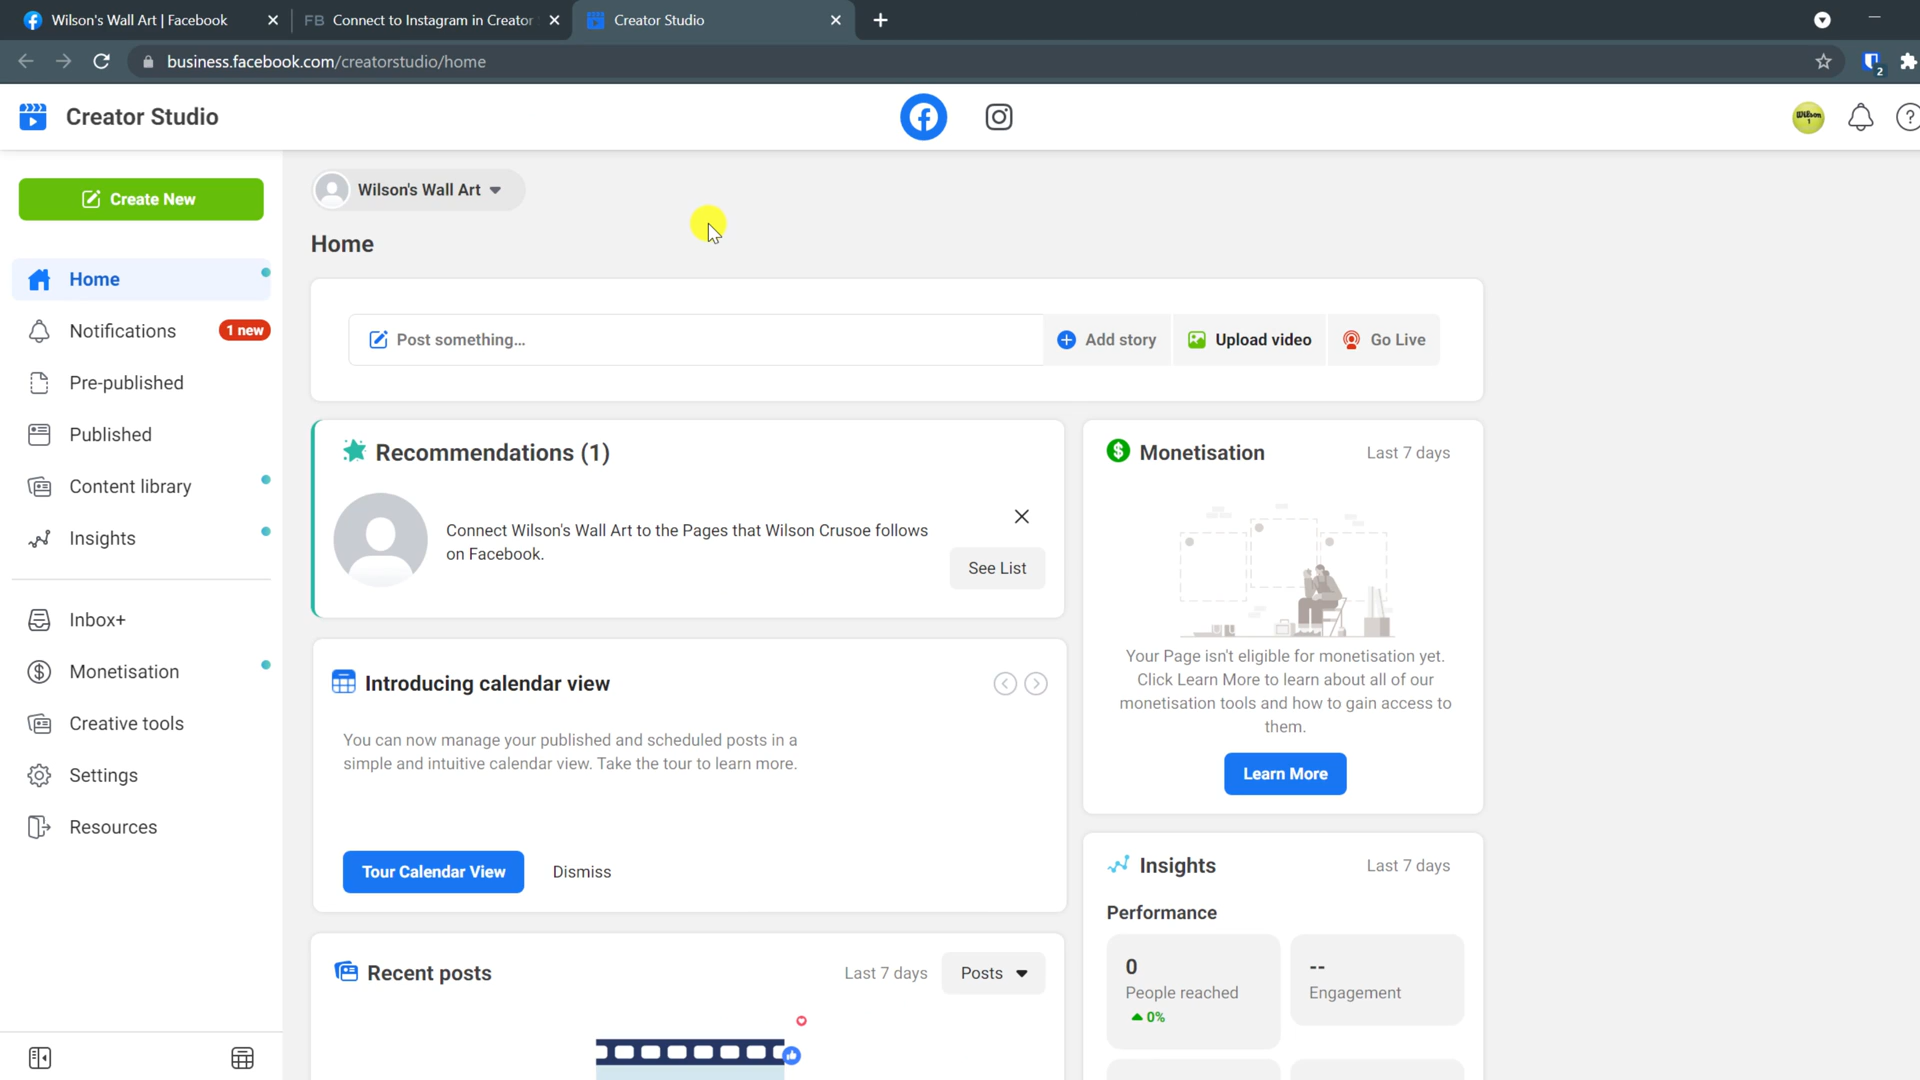 Wilson's Wall Art | Facebook
FB Connect to Instagram in Creator
Creator Studio
business.facebook.com/creatorstudio/home
2
Creator Studio
Wilson
1
Create New
Wilson's Wall Art
Home
Home
Notifications
1 new
Pre-published
Published
Content library
Insights
Inbox+
Monetisation
Creative tools
Settings
Resources
Post something...
Add story
Upload video
Go Live
Recommendations (1)
Connect Wilson's Wall Art to the Pages that Wilson Crusoe follows
on Facebook.
See List
Introducing calendar view
You can now manage your published and scheduled posts in a
simple and intuitive calendar view. Take the tour to learn more.
Tour Calendar View
Dismiss
Recent posts
Last 7 days
Posts
Monetisation
Last 7 days
Your Page isn't eligible for monetisation yet.
Click Learn More to learn about all of our
monetisation tools and how to gain access to
them.
Learn More
Insights
Last 7 days
Performance
0
People reached
0%
--
Engagement